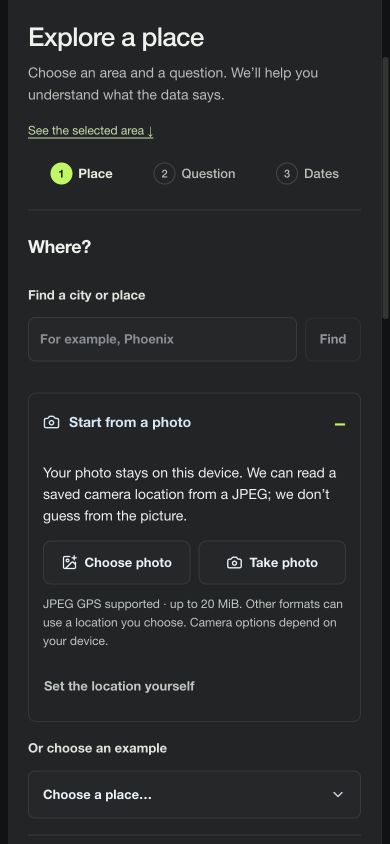 Explore a place
Choose an area and a question. We’ll help you
understand what the data says.
See the selected area ↓
1 Place 2 Question 3 Dates
Where?
Find a city or place
For example, Phoenix Find
Start from a photo
Your photo stays on this device. We can read a
saved camera location from a JPEG; we don’t
guess from the picture.
Choose photo Take photo
JPEG GPS supported · up to 20 MiB. Other formats can
use a location you choose. Camera options depend on
your device.
Set the location yourself
Or choose an example
Choose a place…